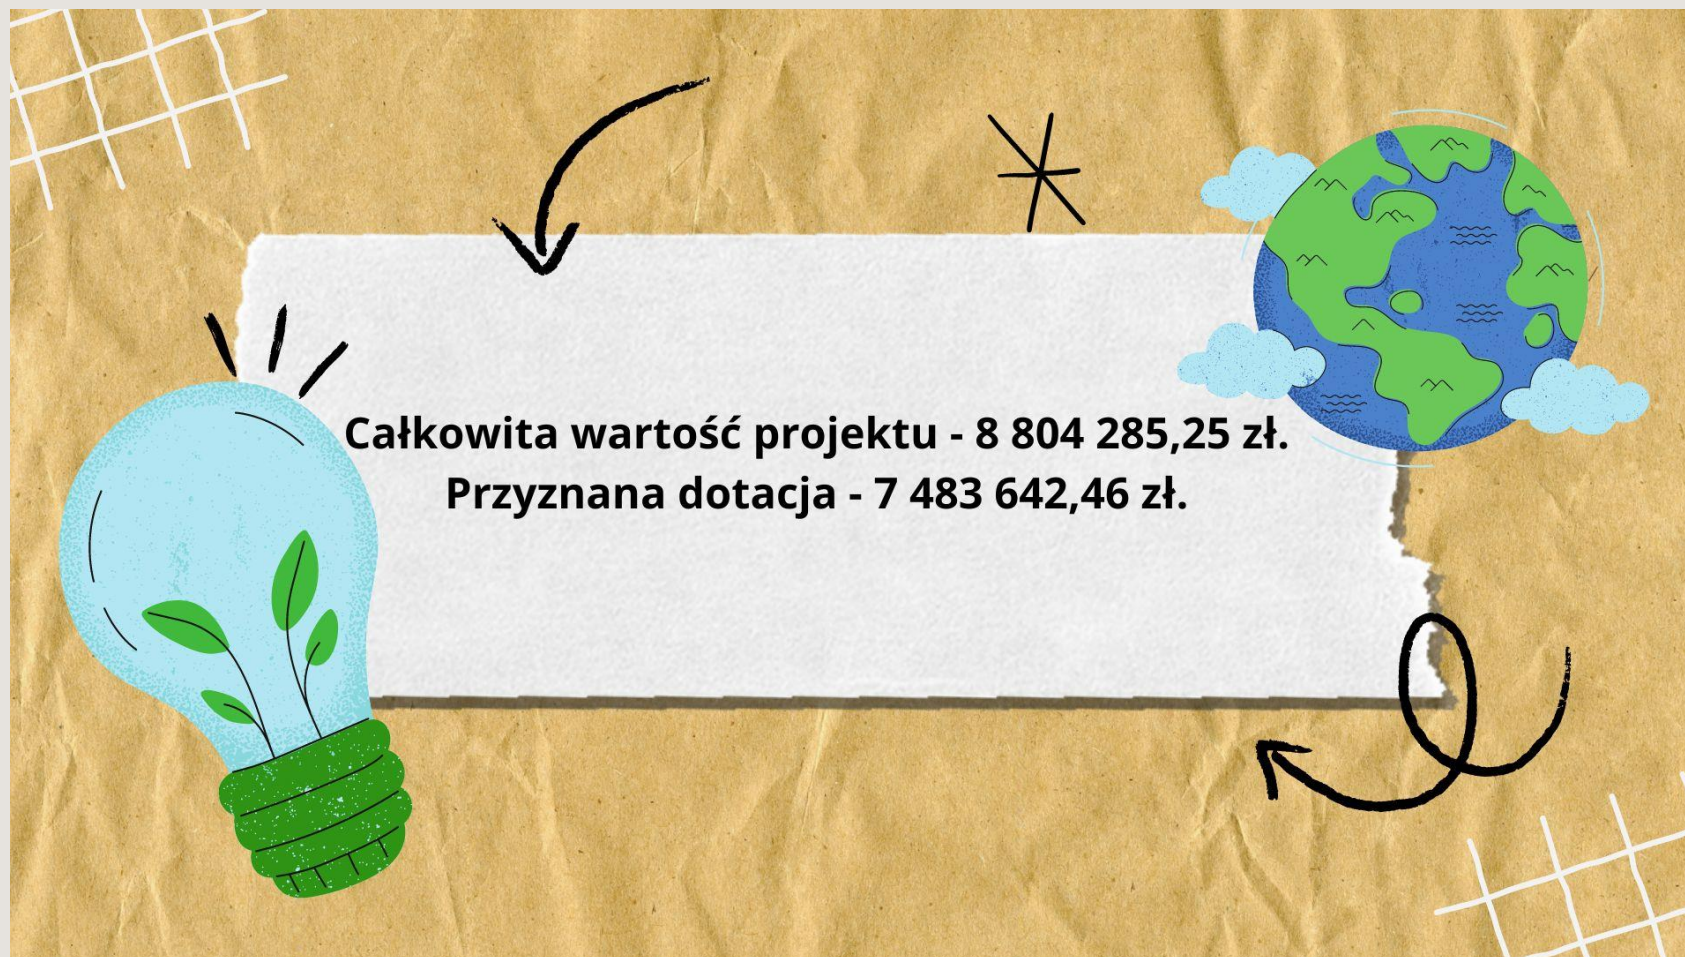 Całkowita wartość projektu - 8 804 285,25 zł.
Przyznana dotacja - 7 483 642,46 zł.